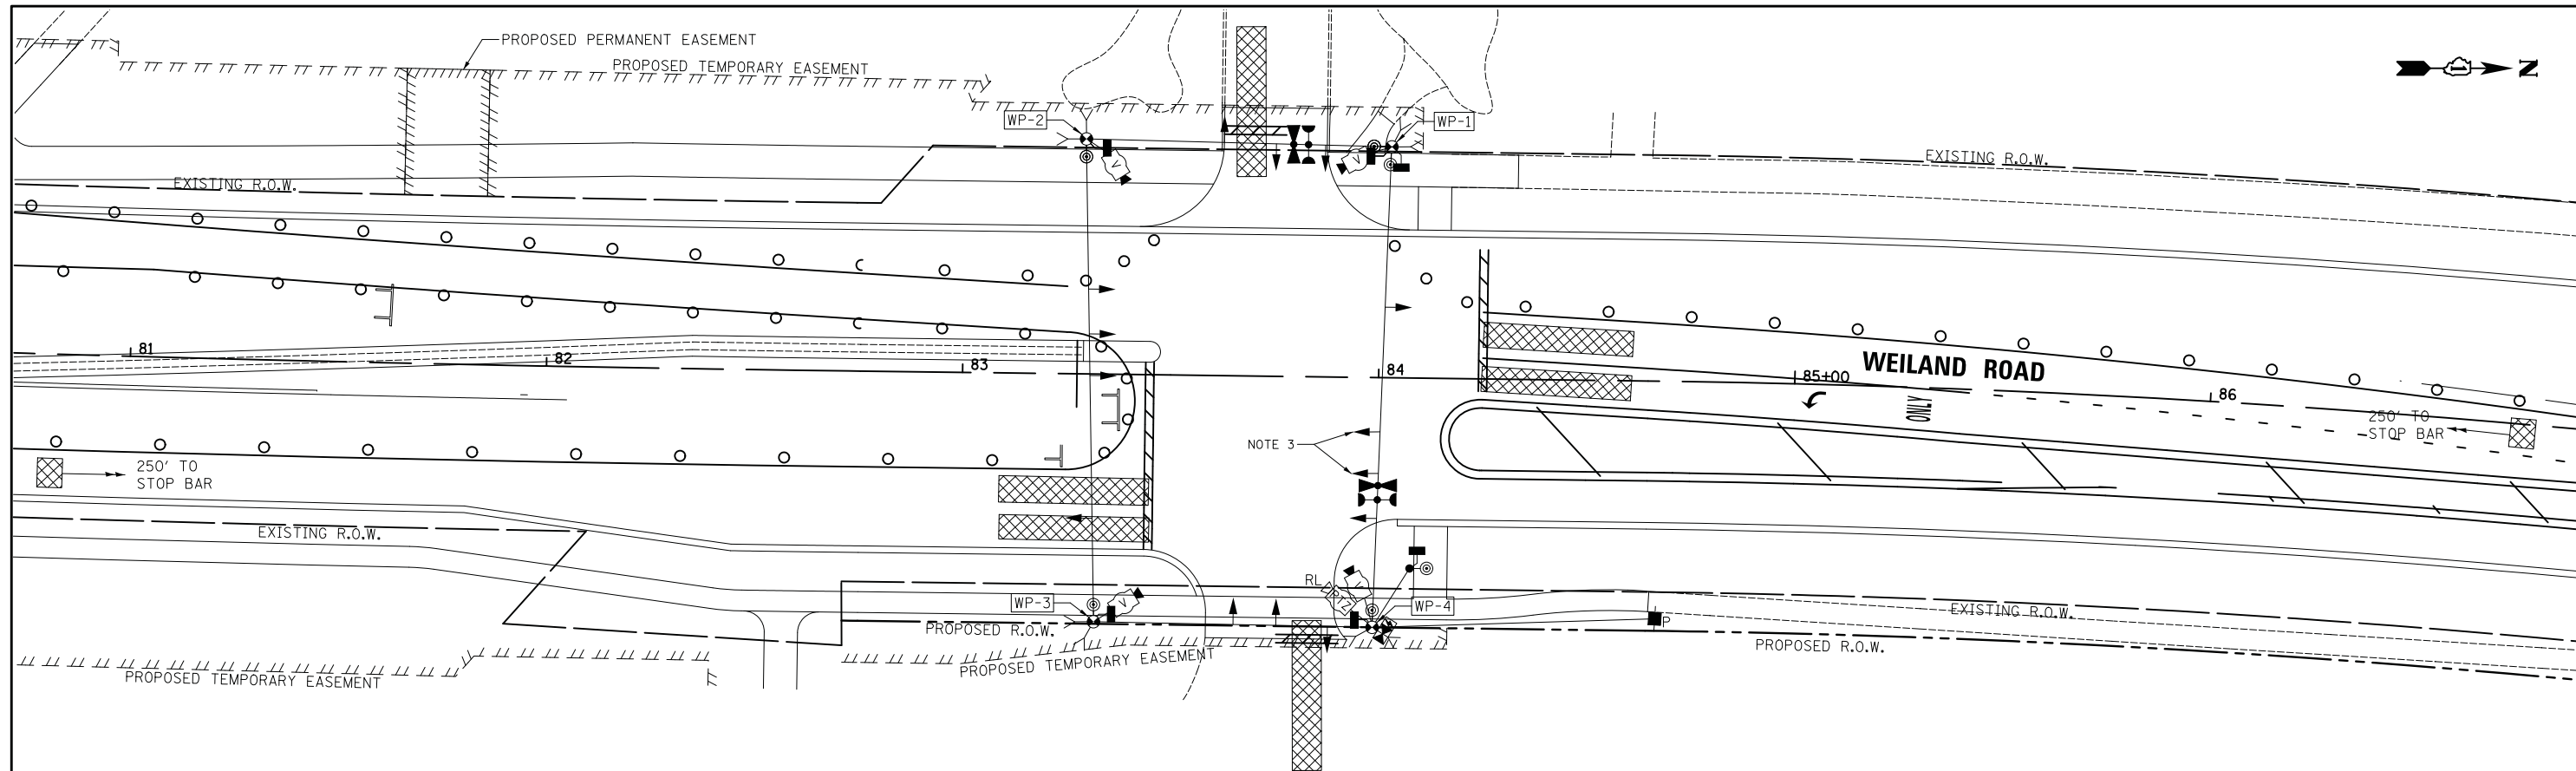 PROPOSED PERMANENT EASEMENT
PROPOSED TEMPORARY EASEMENT
N
WP-2
WP-1
V
V
EXISTING R.O.W.
EXISTING R.O.W.
81
82
83
84
85+00
WEILAND ROAD
86
250' TO
STOP BAR
NOTE 3
250' TO
STOP BAR
EXISTING R.O.W.
RL
PTZ
V
V
WP-3
WP-4
P
EXISTING R.O.W.
PROPOSED R.O.W.
PROPOSED R.O.W.
PROPOSED TEMPORARY EASEMENT
PROPOSED TEMPORARY EASEMENT